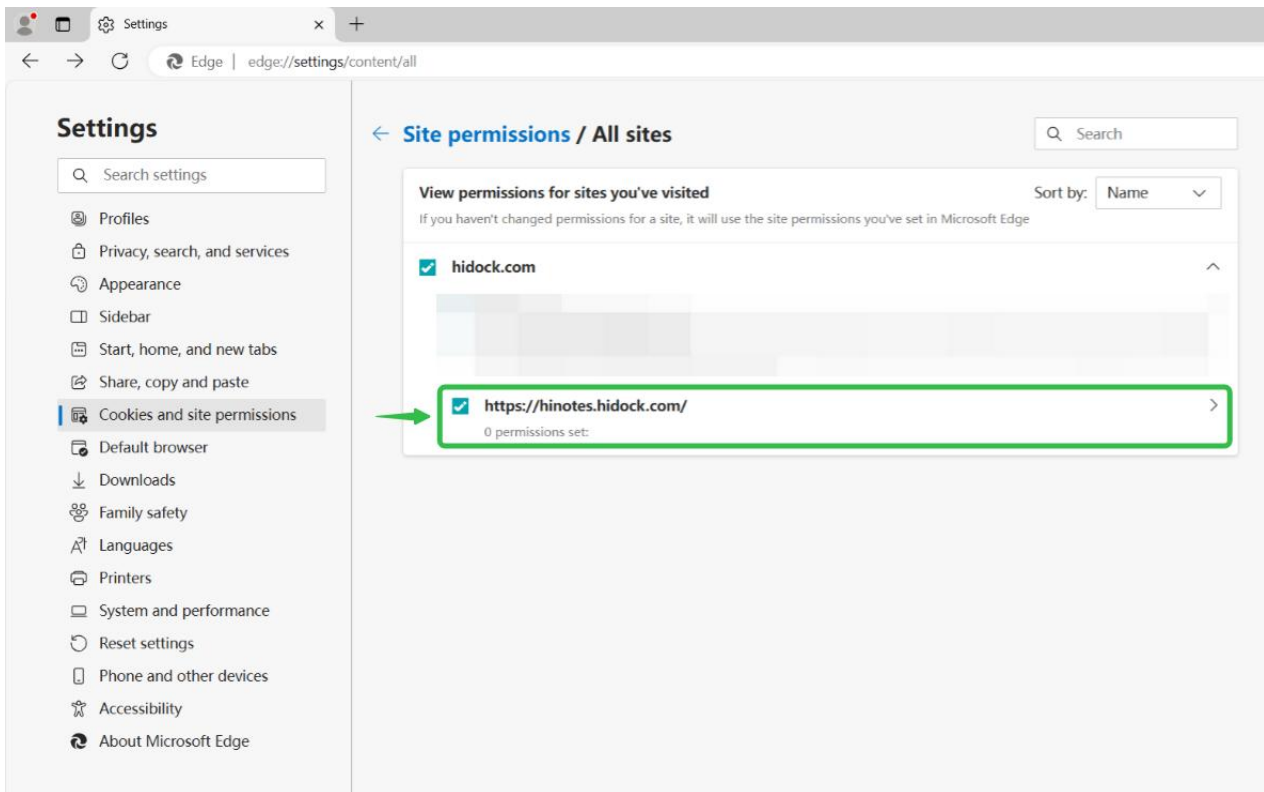 Settings
Edge | edge://settings/content/all
Settings
Search settings
Profiles
Privacy, search, and services
Appearance
Sidebar
Start, home, and new tabs
Share, copy and paste
Cookies and site permissions
Default browser
Downloads
Family safety
Languages
Printers
System and performance
Reset settings
Phone and other devices
Accessibility
About Microsoft Edge
Site permissions / All sites
Search
View permissions for sites you've visited
Sort by: Name
If you haven't changed permissions for a site, it will use the site permissions you've set in Microsoft Edge
hidock.com
https://hinotes.hidock.com/
0 permissions set: